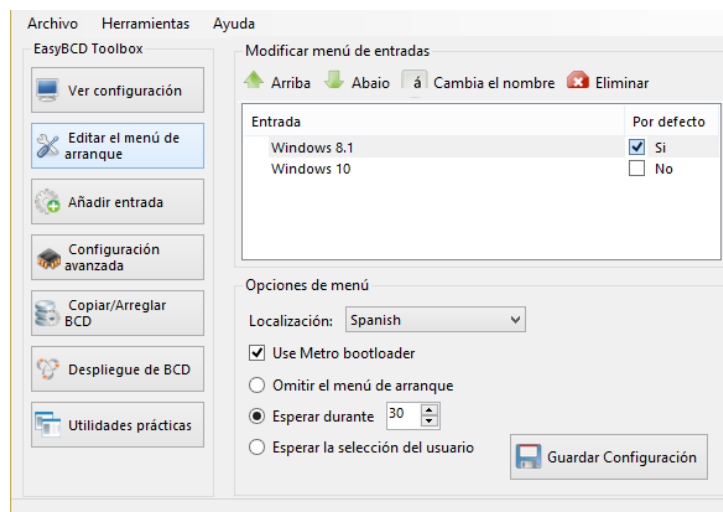 Archivo Herramientas Ayuda
EasyBCD Toolbox
Ver configuración
Editar el menú de
arranque
Añadir entrada
Configuración
avanzada
Copiar/Arreglar
BCD
Despliegue de BCD
Utilidades prácticas
Modificar menú de entradas
Arriba Abaio á Cambia el nombre Eliminar
Entrada Por defecto
Windows 8.1 Si
Windows 10 No
Opciones de menú
Localización: Spanish
Use Metro bootloader
Omitir el menú de arranque
Esperar durante 30
Esperar la selección del usuario
Guardar Configuración